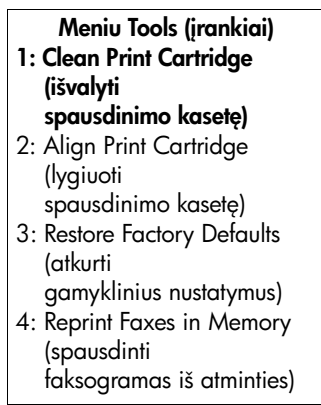 Meniu Tools (įrankiai)
1: Clean Print Cartridge
(išvalyti
spausdinimo kasetę)
2: Align Print Cartridge
(lygiuoti
spausdinimo kasetę)
3: Restore Factory Defaults
(atkurti
gamyklinius nustatymus)
4: Reprint Faxes in Memory
(spausdinti
faksogramas iš atminties)